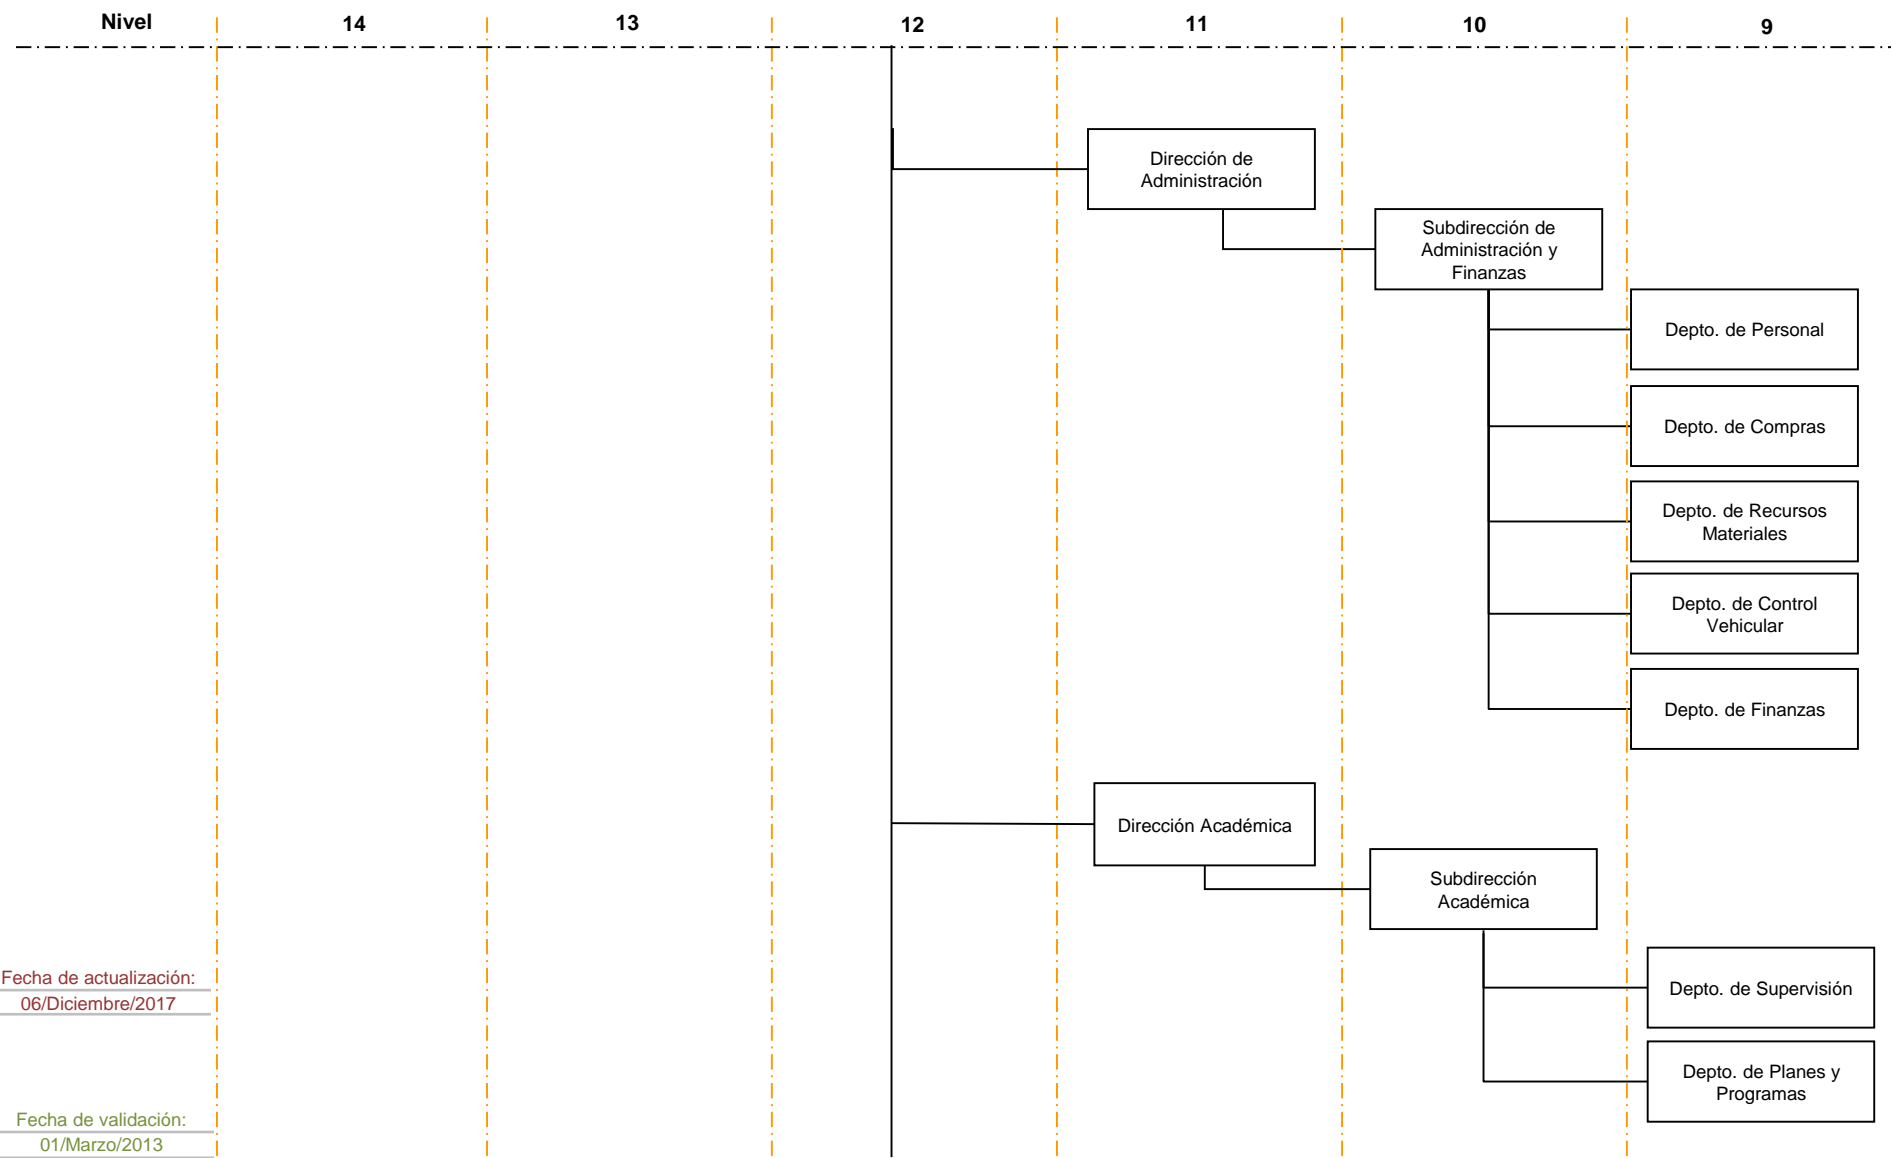 Nivel 14 13 12 11 10 9
Dirección de
Administración
Subdirección de
Administración y
Finanzas
Depto. de Personal
Depto. de Compras
Depto. de Recursos
Materiales
Depto. de Control
Vehicular
Depto. de Finanzas
Dirección Académica
Subdirección
Académica
Depto. de Supervisión
Depto. de Planes y
Programas
Fecha de actualización:
06/Diciembre/2017
Fecha de validación:
01/Marzo/2013